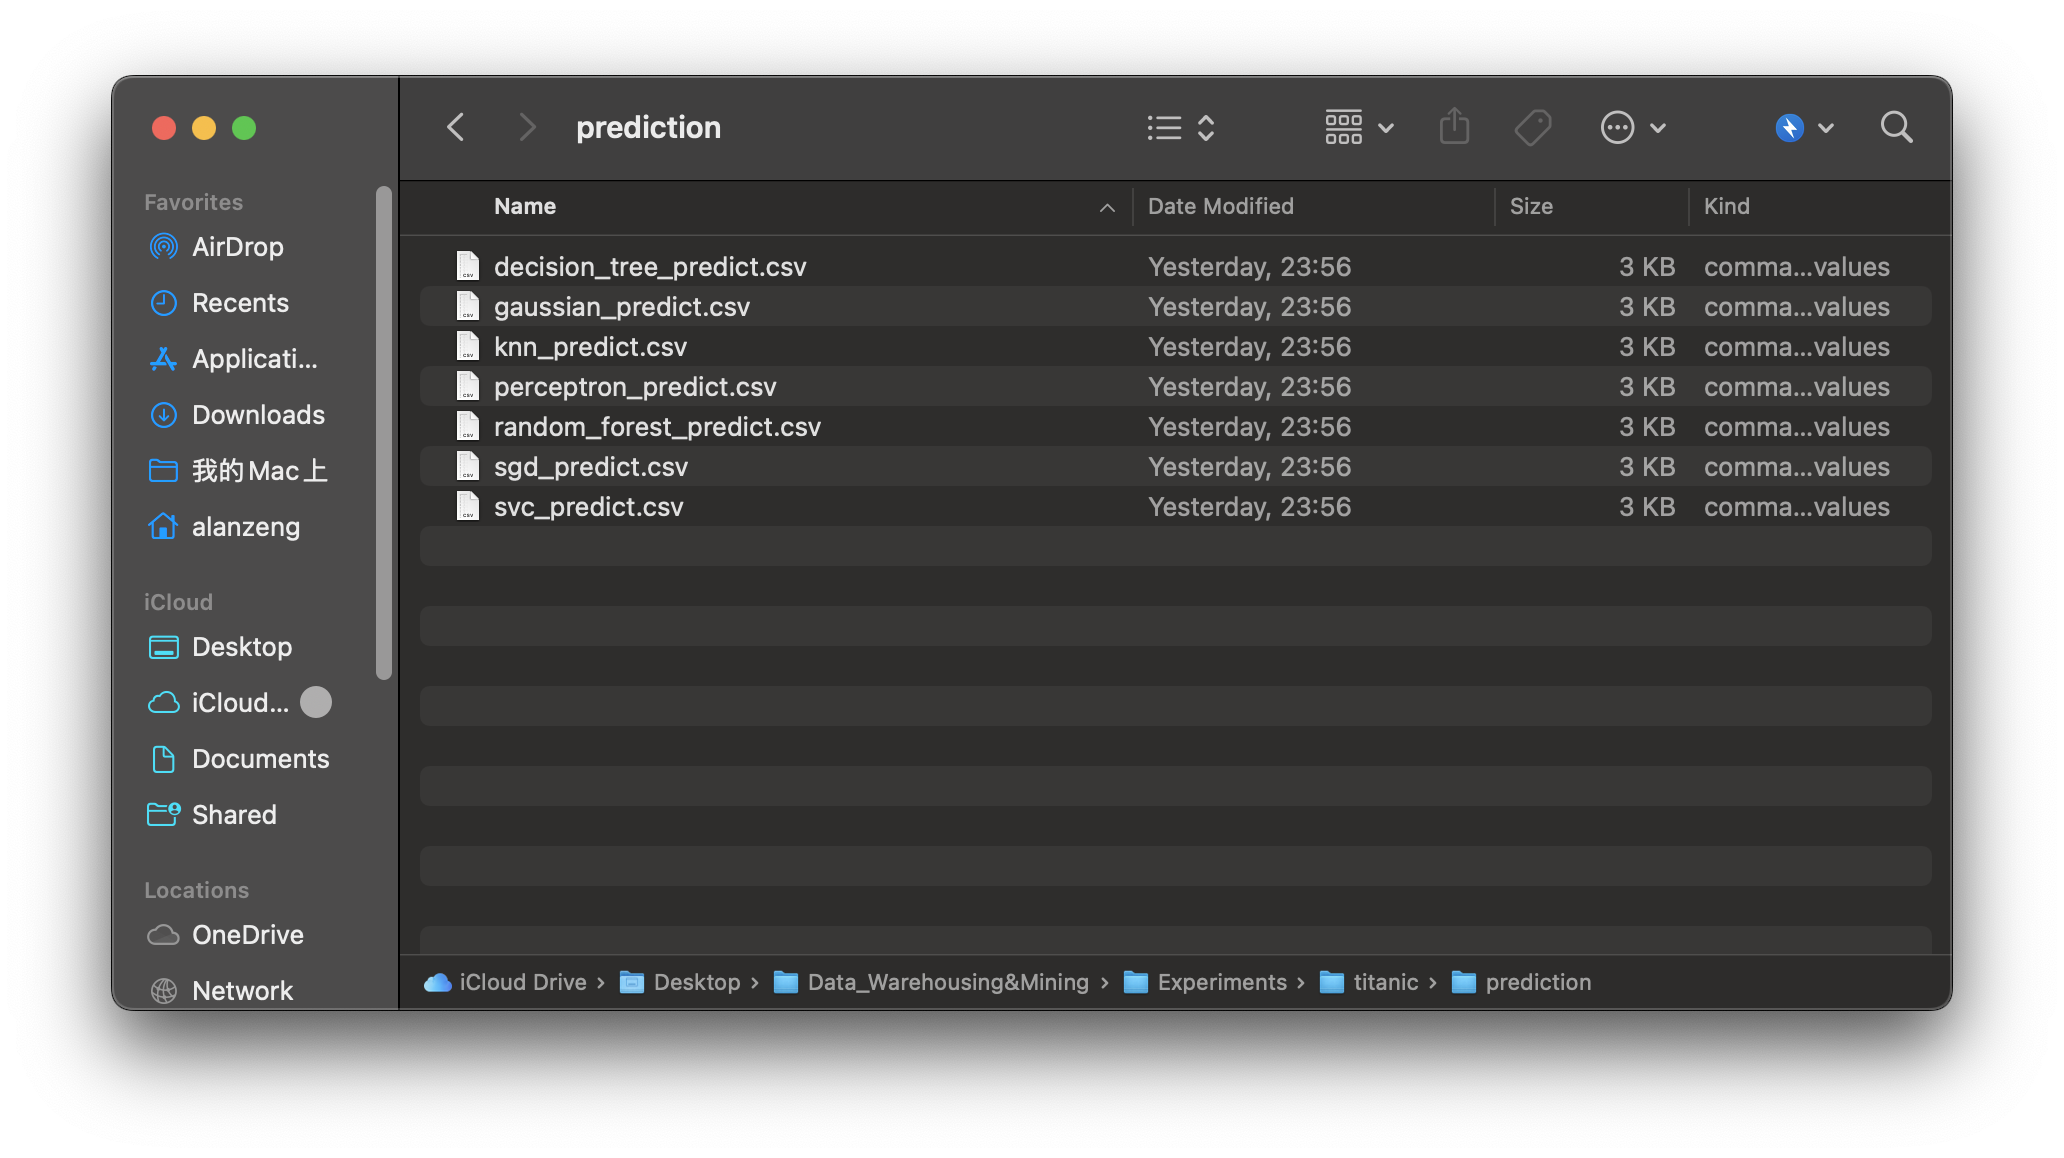 prediction
Favorites
AirDrop
Recents
Applicati...
Downloads
我的Mac上
alanzeng
iCloud
Desktop
iCloud...
Documents
Shared
Locations
OneDrive
Network
Name Date Modified Size Kind
decision_tree_predict.csv Yesterday, 23:56 3 KB comma...values
gaussian_predict.csv Yesterday, 23:56 3 KB comma...values
knn_predict.csv Yesterday, 23:56 3 KB comma...values
perceptron_predict.csv Yesterday, 23:56 3 KB comma...values
random_forest_predict.csv Yesterday, 23:56 3 KB comma...values
sgd_predict.csv Yesterday, 23:56 3 KB comma...values
svc_predict.csv Yesterday, 23:56 3 KB comma...values
iCloud Drive › Desktop › Data_Warehousing&Mining › Experiments › titanic › prediction